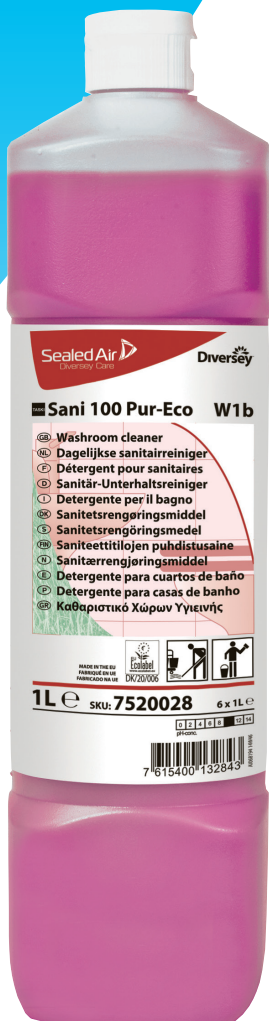 Sealed Air
Diversey Care
Diversey
TASKI Sani 100 Pur-Eco W1b
GB Washroom cleaner
NL Dagelijkse sanitairreiniger
F Détergent pour sanitaires
D Sanitär-Unterhaltsreiniger
I Detergente per il bagno
DK Sanitetsrengøringsmiddel
S Sanitetsrengöringsmedel
FIN Saniteettitilojen puhdistusaine
N Sanitærrengjøringsmiddel
E Detergente para cuartos de baño
P Detergente para casas de banho
GR Καθαριστικό Χώρων Υγιεινής
MADE IN THE EU
FABRIQUÉ EN UE
FABRICADO NA UE
Ecolabel
DK/20/006
1L e SKU: 7520028 6 x 1L e
0 2 4 6 8 12 14
pH-conc.
7 615400 132843